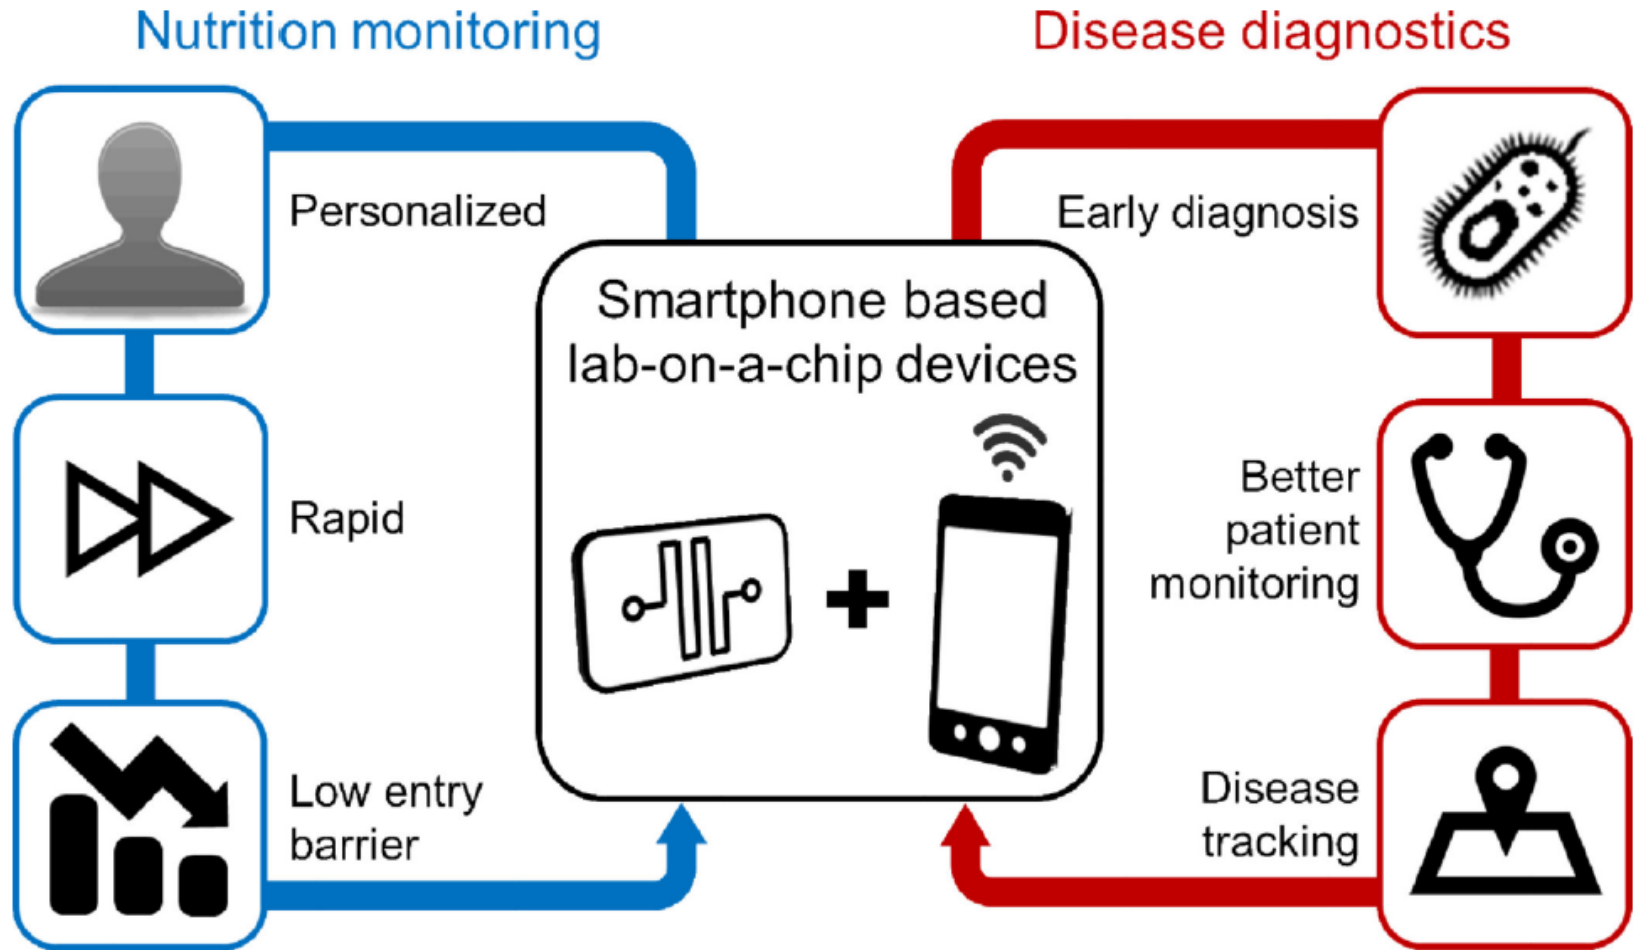 Nutrition monitoring
Disease diagnostics
Personalized
Rapid
Low entry
barrier
Smartphone based
lab-on-a-chip devices
Early diagnosis
Better
patient
monitoring
Disease
tracking